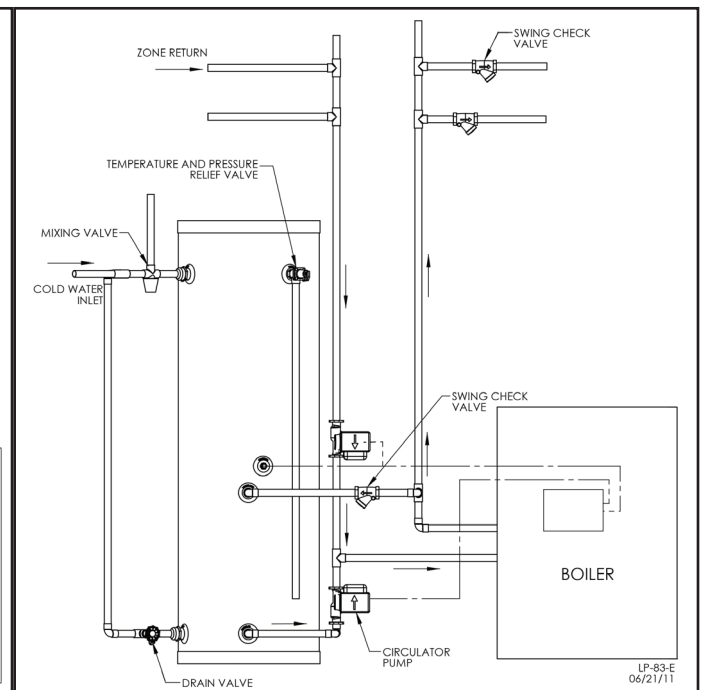 SWING CHECK
VALVE
ZONE RETURN
TEMPERATURE AND PRESSURE
RELIEF VALVE
MIXING VALVE
COLD WATER
INLET
SWING CHECK
VALVE
BOILER
CIRCULATOR
PUMP
DRAIN VALVE
LP-83-E
06/21/11